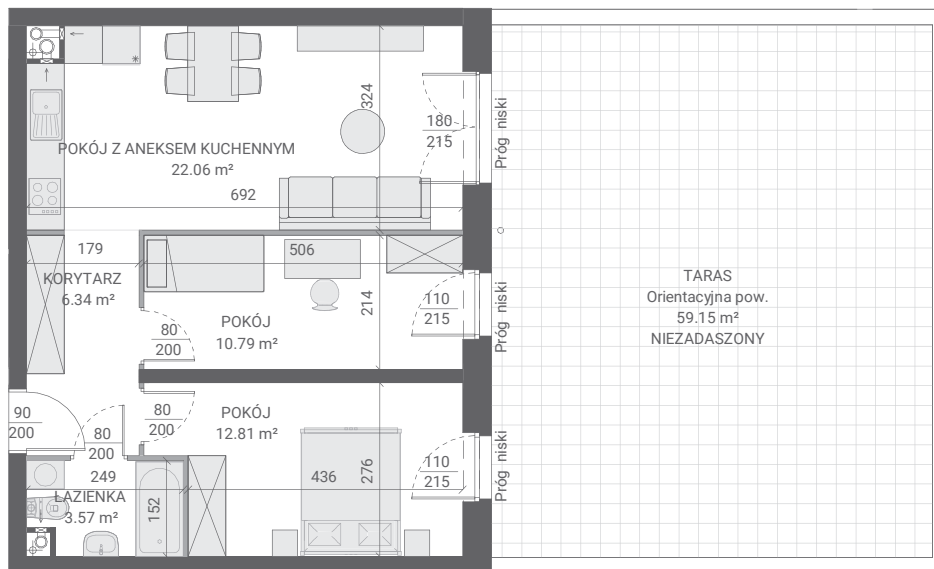 324
180
215
Próg niski
POKÓJ Z ANEKSEM KUCHENNYM
22.06 m²
692
179
506
KORYTARZ
6.34 m²
214
110
215
Próg niski
POKÓJ
10.79 m²
80
200
TARAS
Orientacyjna pow.
59.15 m²
NIEZADASZONY
90
200
80
200
80
200
POKÓJ
12.81 m²
110
215
Próg niski
249
436
276
ŁAZIENKA
3.57 m²
152